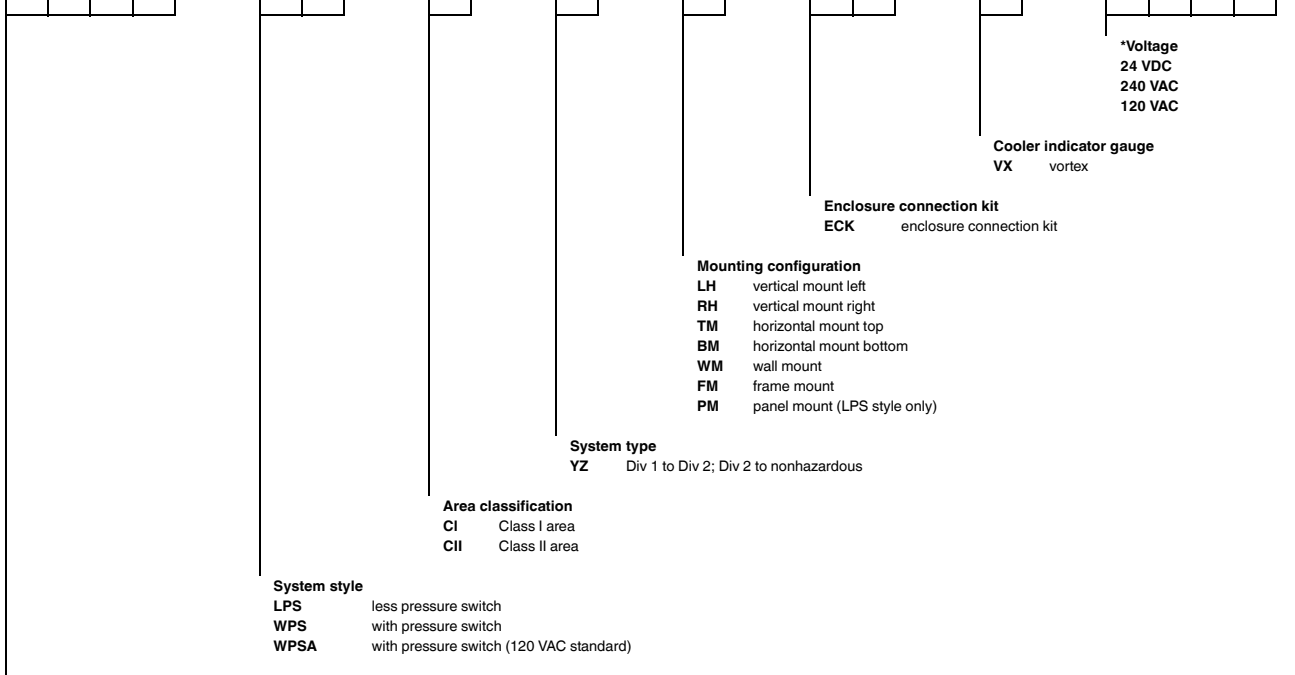 *Voltage
24 VDC
240 VAC
120 VAC
Cooler indicator gauge
VX vortex
Enclosure connection kit
ECK enclosure connection kit
Mounting configuration
LH vertical mount left
RH vertical mount right
TM horizontal mount top
BM horizontal mount bottom
WM wall mount
FM frame mount
PM panel mount (LPS style only)
System type
YZ Div 1 to Div 2; Div 2 to nonhazardous
Area classification
CI Class I area
CII Class II area
System style
LPS less pressure switch
WPS with pressure switch
WPSA with pressure switch (120 VAC standard)